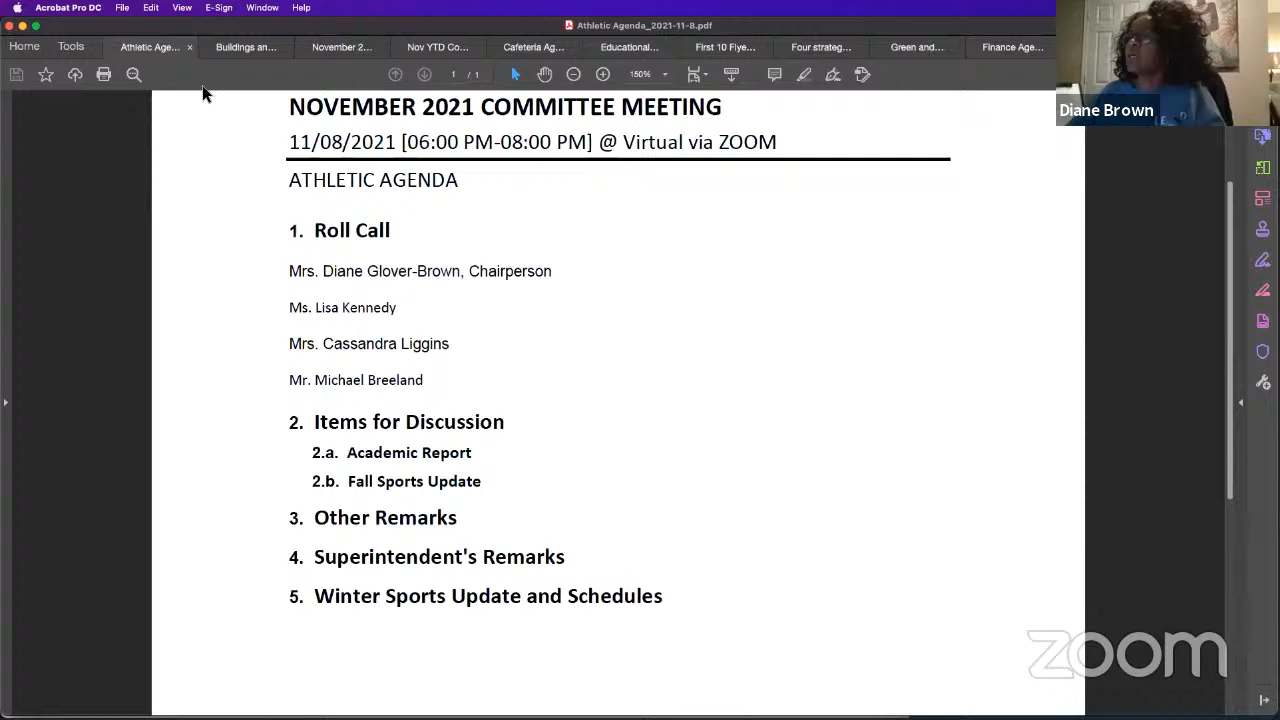 Acrobat Pro DC File Edit View E-Sign Window Help
Athletic Agenda_2021-11-8.pdf
Home Tools Athletic Age... × Buildings an... November 2... Nov YTD Co... Cafeteria Ag... Educational... First 10 Flye... Four strateg... Green and... Finance Age...
1 / 1 150%
Diane Brown
NOVEMBER 2021 COMMITTEE MEETING
11/08/2021 [06:00 PM-08:00 PM] @ Virtual via ZOOM
ATHLETIC AGENDA
1. Roll Call
Mrs. Diane Glover-Brown, Chairperson
Ms. Lisa Kennedy
Mrs. Cassandra Liggins
Mr. Michael Breeland
2. Items for Discussion
2.a. Academic Report
2.b. Fall Sports Update
3. Other Remarks
4. Superintendent's Remarks
5. Winter Sports Update and Schedules
zoom